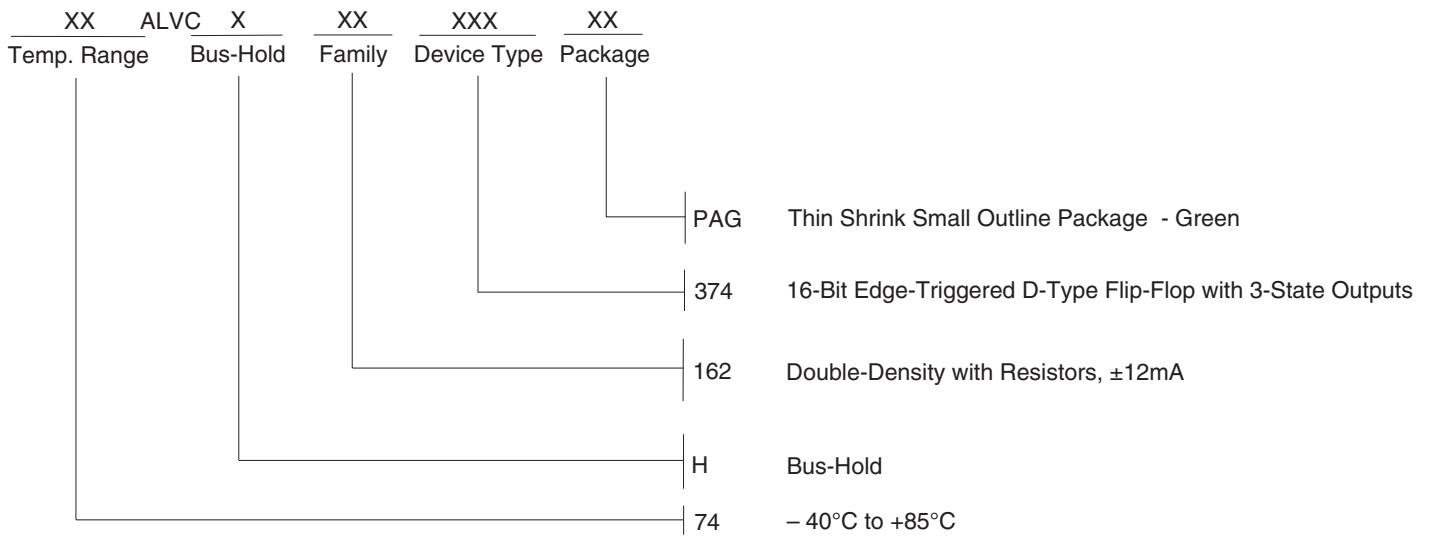 XX ALVC X XX XXX XX
Temp. Range Bus-Hold Family Device Type Package
PAG Thin Shrink Small Outline Package - Green
374 16-Bit Edge-Triggered D-Type Flip-Flop with 3-State Outputs
162 Double-Density with Resistors, ±12mA
H Bus-Hold
74 – 40°C to +85°C